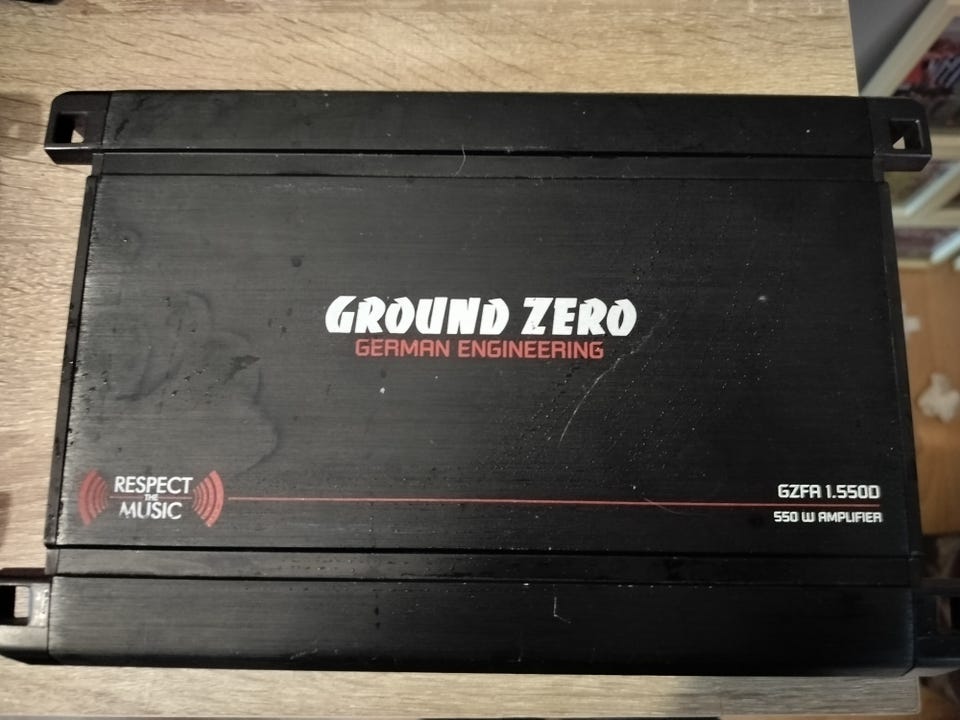 GROUND ZERO
GERMAN ENGINEERING
RESPECT
THE
MUSIC
GZFA 1.550D
550 W AMPLIFIER